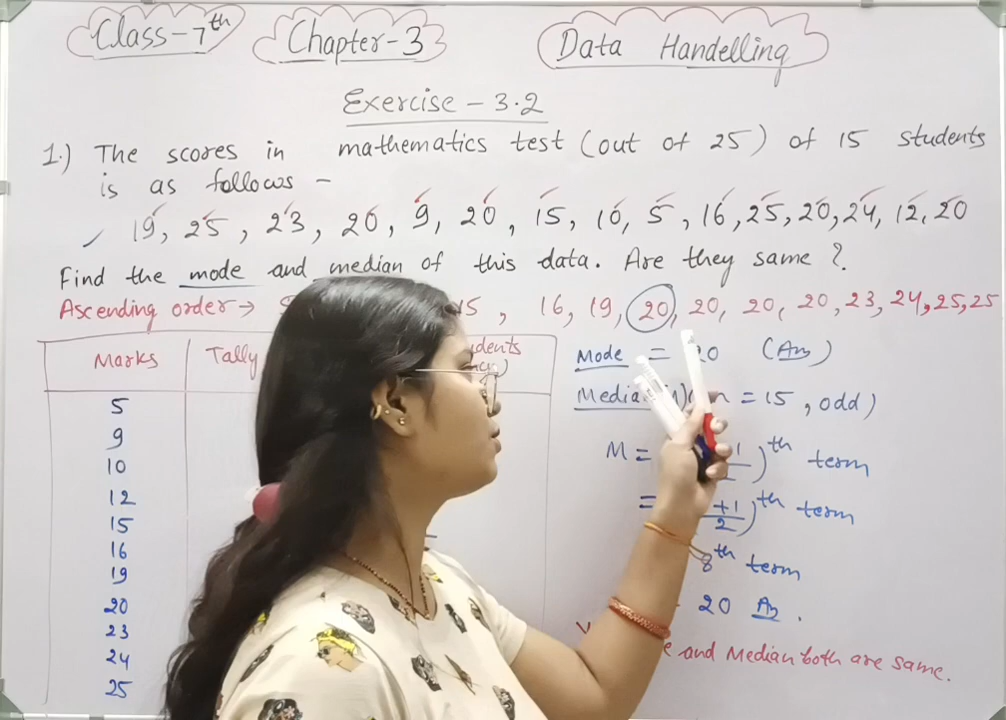 Class-7th Chapter-3 Data Handelling
Exercise - 3.2
1.) The scores in mathematics test (out of 25) of 15 students
is as follows -
19, 25, 23, 20, 9, 20, 15, 10, 5, 16, 25, 20, 24, 12, 20
Find the mode and median of this data. Are they same ?
Ascending order → 15, 16, 19, 20, 20, 20, 20, 23, 24, 25, 25
Marks Tally
5
9
10
12
15
16
19
20
23
24
25
Mode = 20 (Ans)
Median = 15, odd)
M = th term
= +1/2)th term
8th term
20 Ans.
and Median both are same.